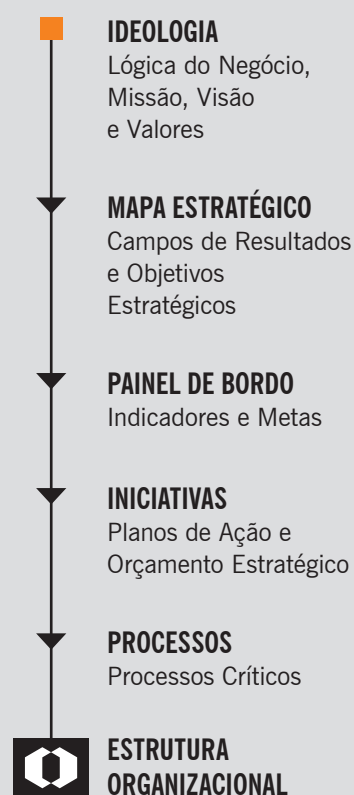 IDEOLOGIA
Lógica do Negócio,
Missão, Visão
e Valores
MAPA ESTRATÉGICO
Campos de Resultados
e Objetivos
Estratégicos
PAINEL DE BORDO
Indicadores e Metas
INICIATIVAS
Planos de Ação e
Orçamento Estratégico
PROCESSOS
Processos Críticos
ESTRUTURA
ORGANIZACIONAL